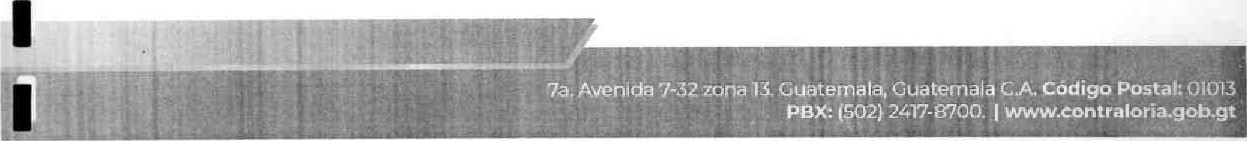 7a. Avenida 7-32 zona 13. Guatemala, Guatemala C.A. Código Postal: 01013
PBX: (502) 2417-8700. | www.contraloria.gob.gt